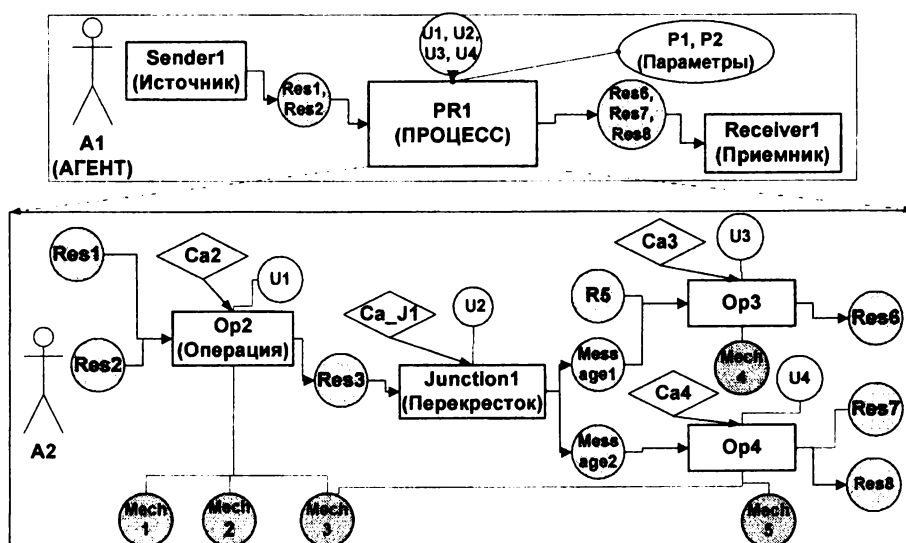 Sender1
(Источник)
A1
(АГЕНТ)
Res1,
Res2
U1, U2,
U3, U4
P1, P2
(Параметры)
PR1
(ПРОЦЕСС)
Res6,
Res7,
Res8
Receiver1
(Приемник)
Res1
Res2
A2
Ca2
U1
Op2
(Операция)
Res3
Ca_J1
U2
Junction1
(Перекресток)
R5
Mess
age1
Mess
age2
Ca3
U3
Op3
Res6
Mech
4
Ca4
U4
Op4
Res7
Res8
Mech
1
Mech
2
Mech
3
Mech
5